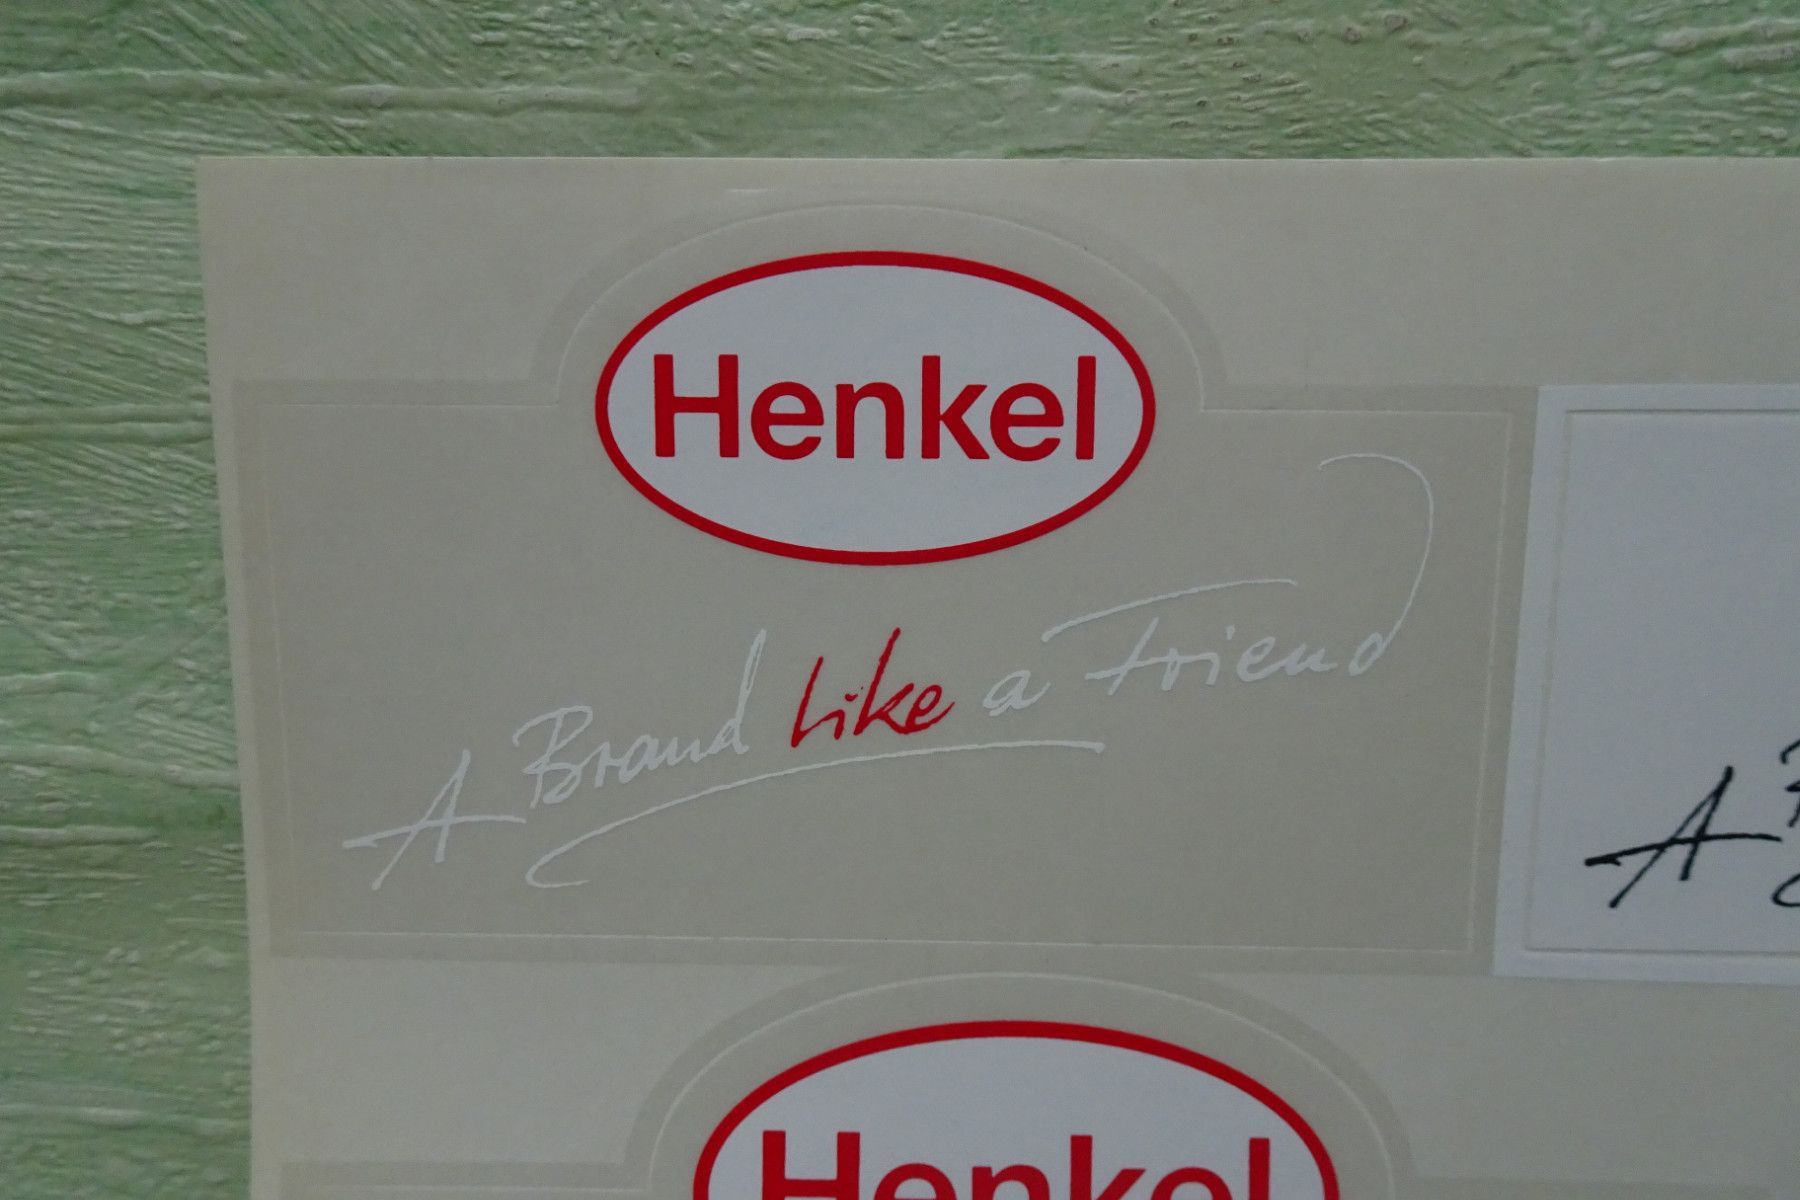 Henkel
A Brand like a Friend
A
Henkel